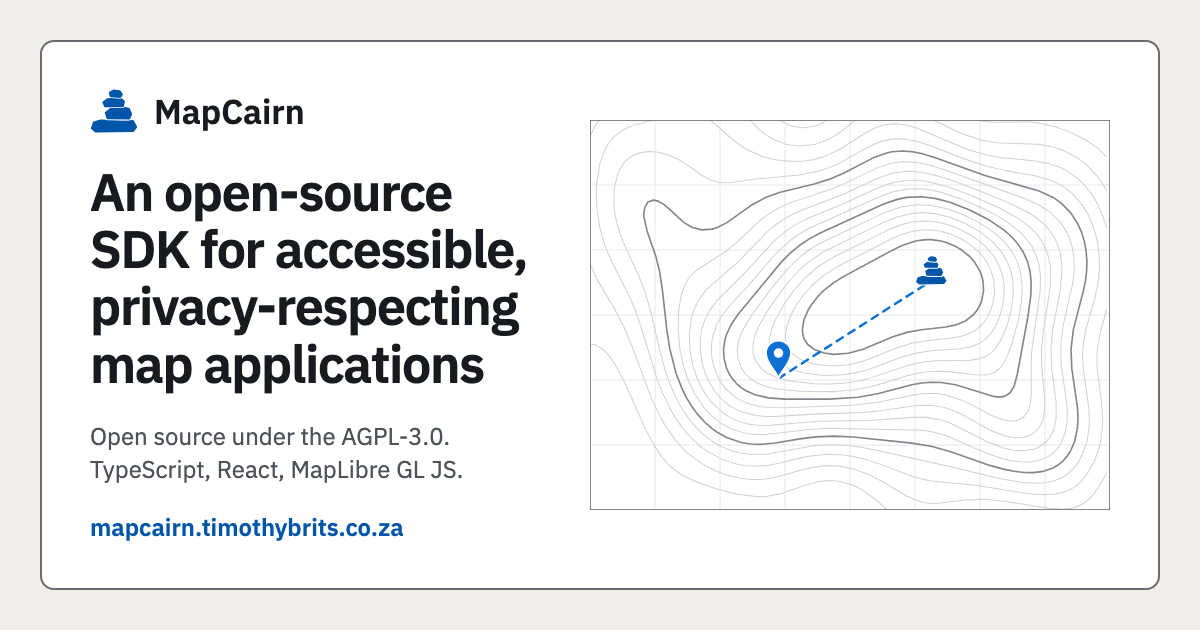 MapCairn
An open-source
SDK for accessible,
privacy-respecting
map applications
Open source under the AGPL-3.0.
TypeScript, React, MapLibre GL JS.
mapcairn.timothybrits.co.za